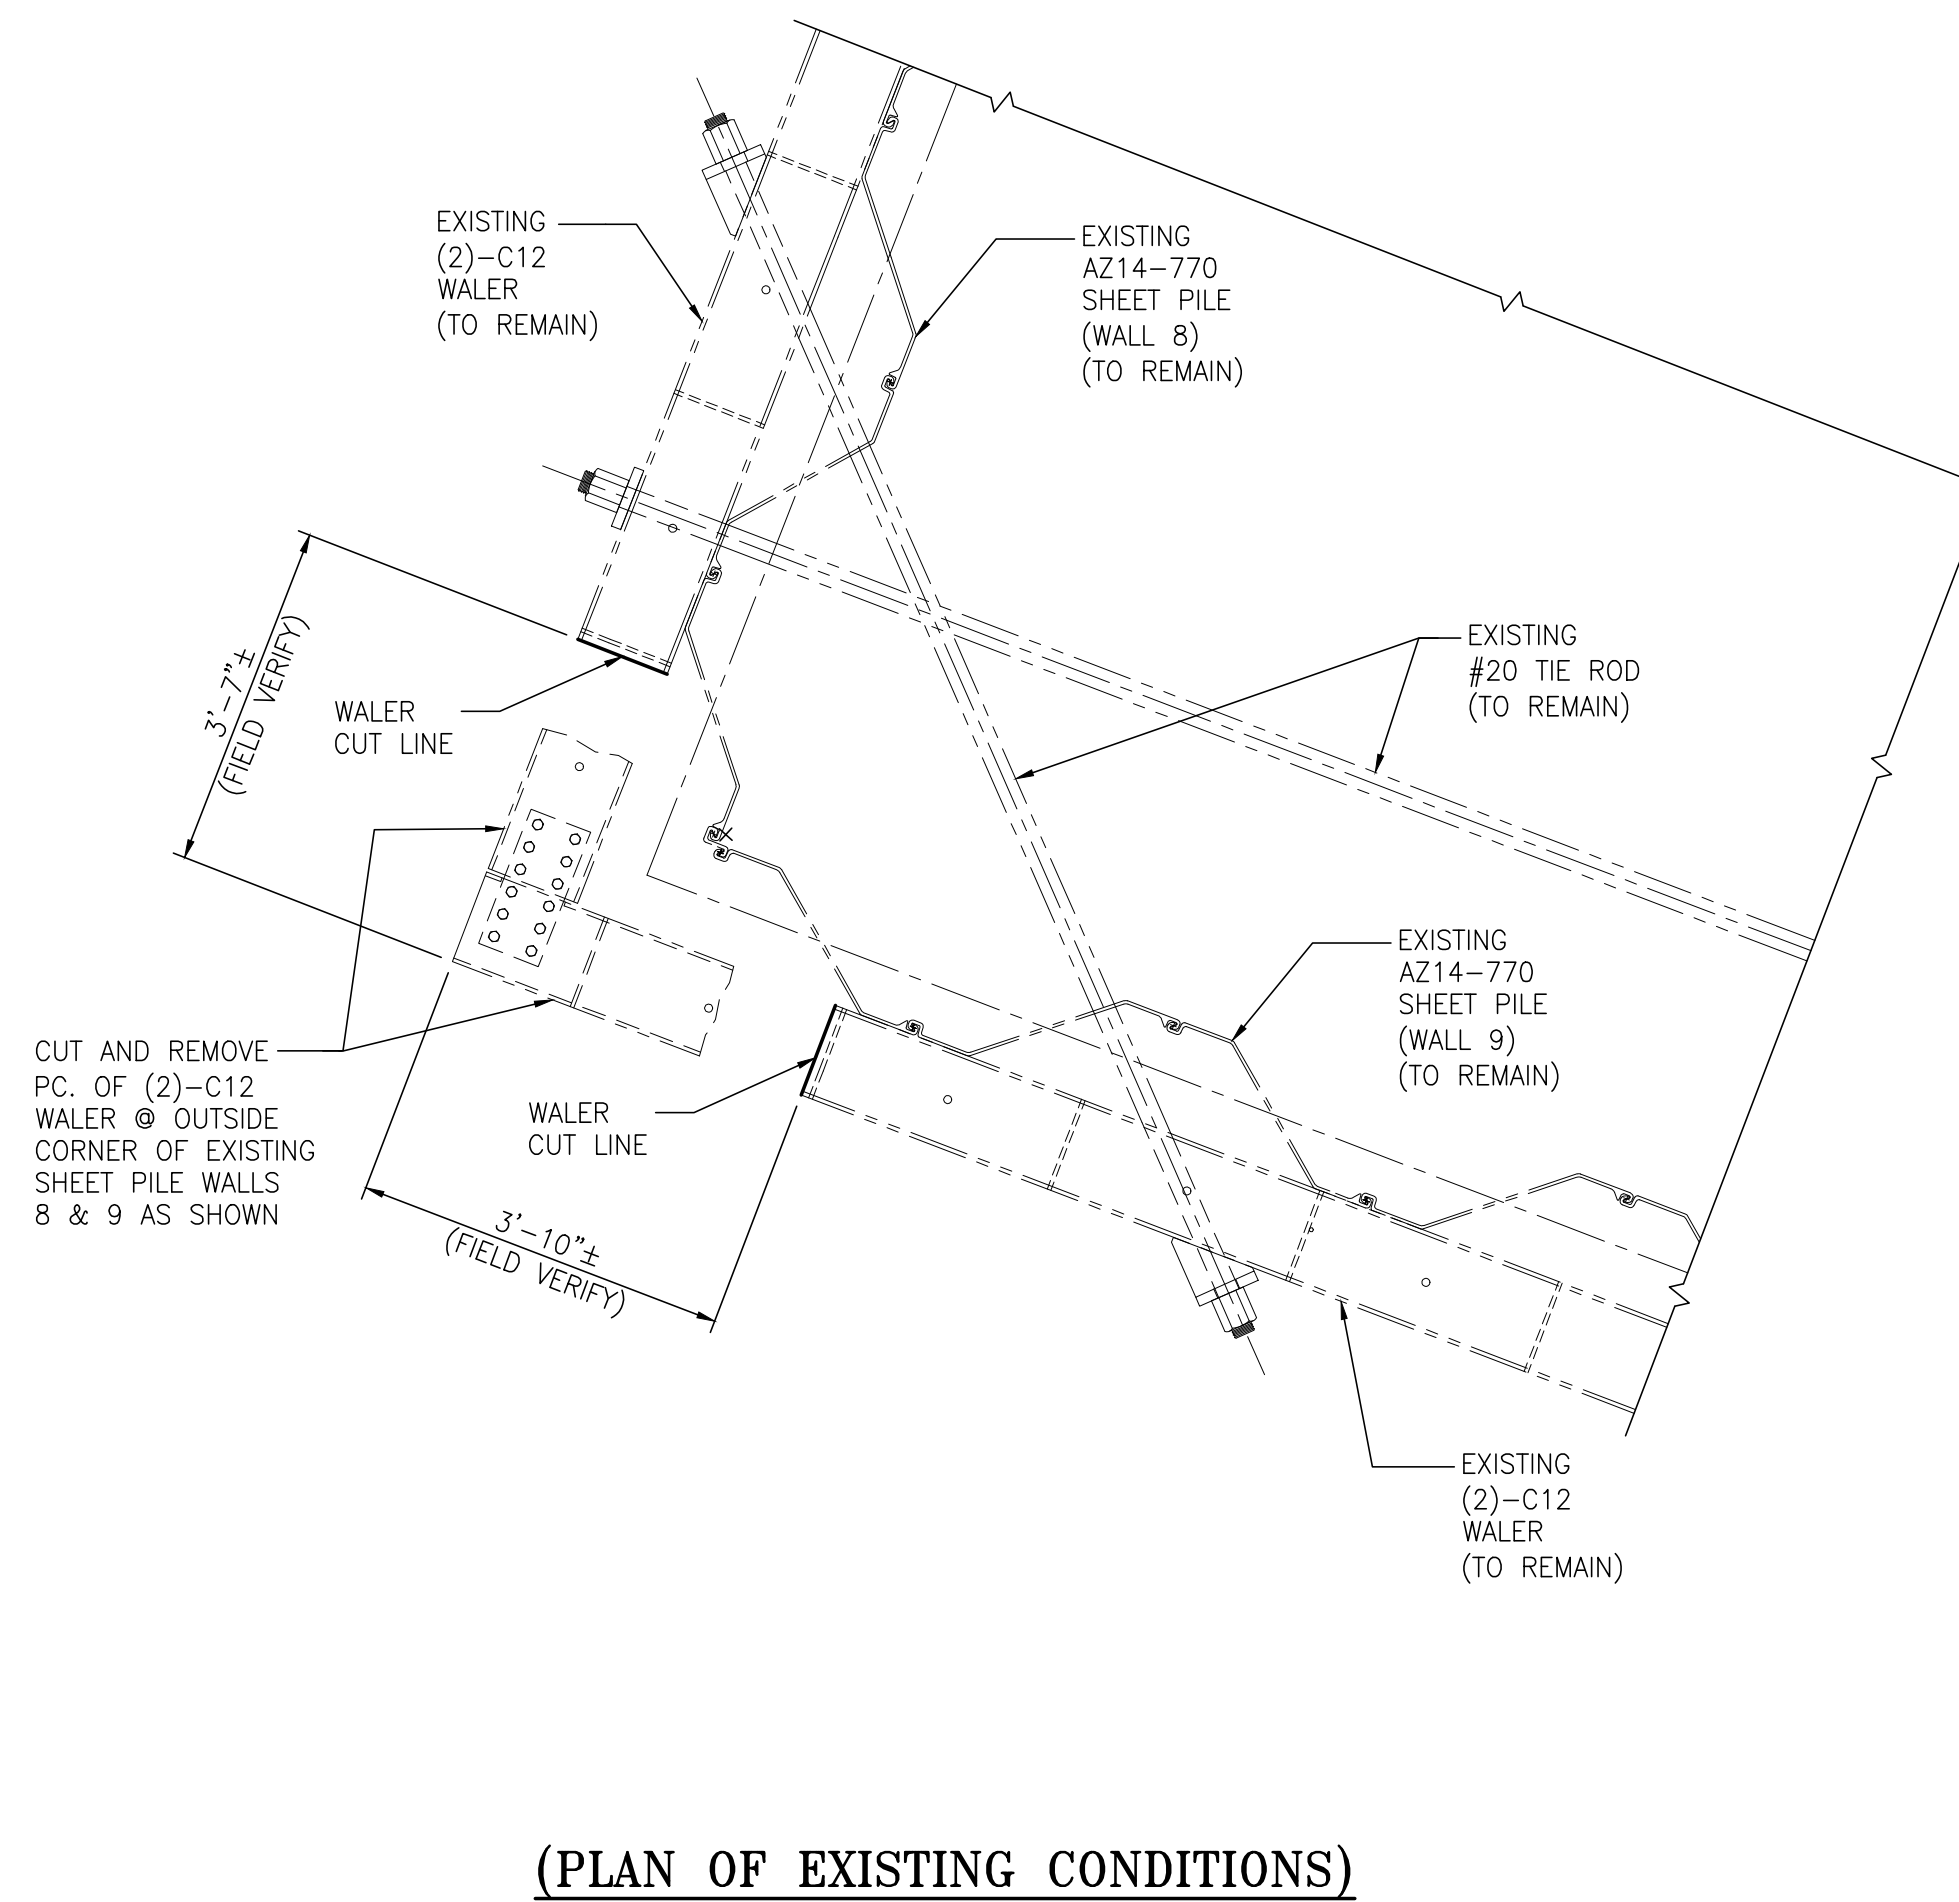 EXISTING
(2)-C12
WALER
(TO REMAIN)
EXISTING
AZ14-770
SHEET PILE
(WALL 8)
(TO REMAIN)
EXISTING
#20 TIE ROD
(TO REMAIN)
3'-7"±
(FIELD VERIFY)
WALER
CUT LINE
EXISTING
AZ14-770
SHEET PILE
(WALL 9)
(TO REMAIN)
CUT AND REMOVE
PC. OF (2)-C12
WALER @ OUTSIDE
CORNER OF EXISTING
SHEET PILE WALLS
8 & 9 AS SHOWN
WALER
CUT LINE
3'-10"±
(FIELD VERIFY)
EXISTING
(2)-C12
WALER
(TO REMAIN)
(PLAN OF EXISTING CONDITIONS)